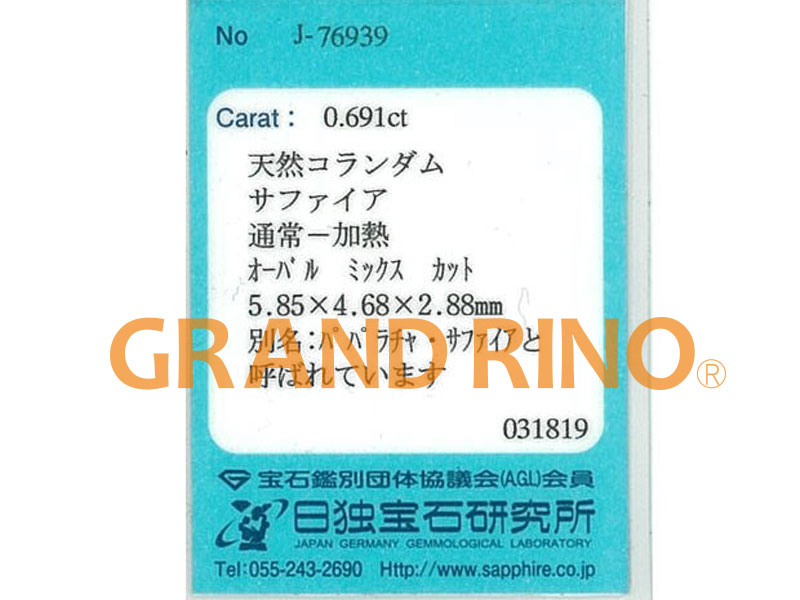 No J-76939
Carat: 0.691ct
天然コランダム
サファイア
通常－加熱
ｵｰﾊﾞﾙ ﾐｯｸｽ ｶｯﾄ
5.85×4.68×2.88mm
別名:ﾊﾟﾊﾟﾗﾁｬ・ｻﾌｧｲｱと
GRAND RINO®
呼ばれています
031819
宝石鑑別団体協議会(AGL)会員
日独宝石研究所
JAPAN GERMANY GEMMOLOGICAL LABORATORY
Tel:055-243-2690 Http://www.sapphire.co.jp